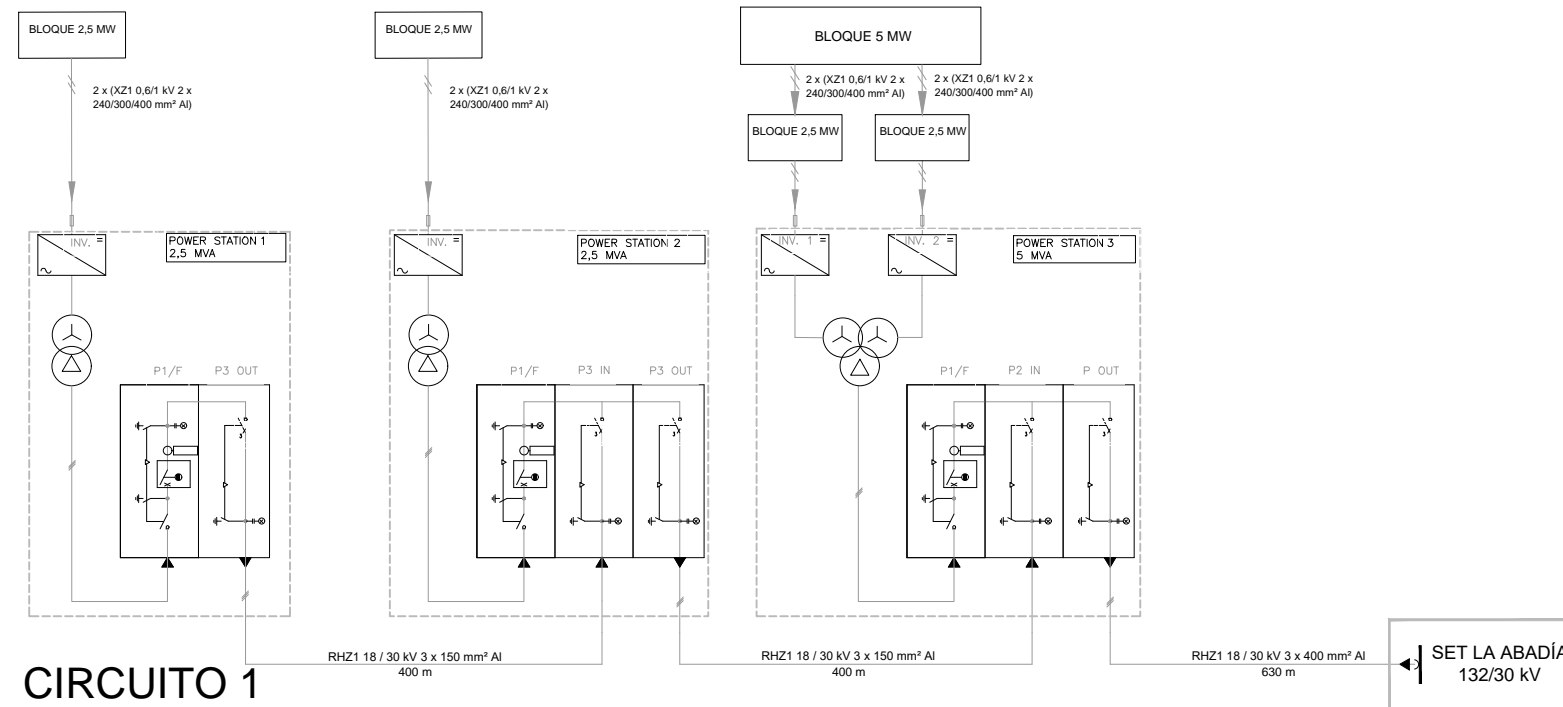 BLOQUE 2,5 MW
BLOQUE 2,5 MW
BLOQUE 5 MW
2 x (XZ1 0,6/1 kV 2 x
240/300/400 mm² Al)
2 x (XZ1 0,6/1 kV 2 x
240/300/400 mm² Al)
2 x (XZ1 0,6/1 kV 2 x
240/300/400 mm² Al)
2 x (XZ1 0,6/1 kV 2 x
240/300/400 mm² Al)
BLOQUE 2,5 MW
BLOQUE 2,5 MW
INV. =
POWER STATION 1
2,5 MVA
INV. =
POWER STATION 2
2,5 MVA
INV. 1 =
INV. 2 =
POWER STATION 3
5 MVA
P1/F
P3 OUT
P1/F
P3 IN
P3 OUT
P1/F
P2 IN
P OUT
RHZ1 18 / 30 kV 3 x 150 mm² Al
400 m
RHZ1 18 / 30 kV 3 x 150 mm² Al
400 m
RHZ1 18 / 30 kV 3 x 400 mm² Al
630 m
SET LA ABADÍA
132/30 kV
CIRCUITO 1